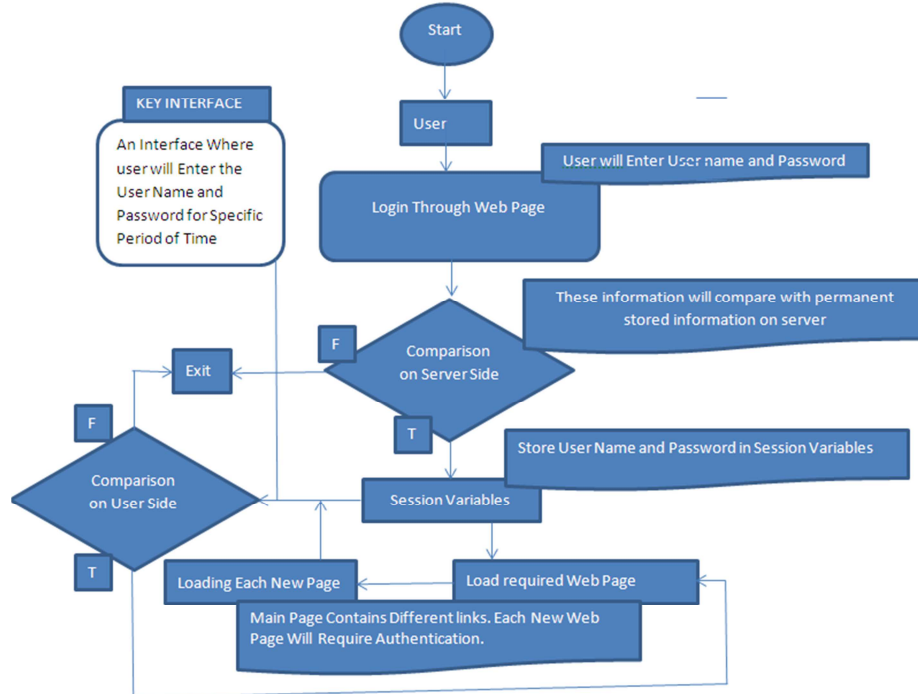 Start
KEY INTERFACE
User
An Interface Where
user will Enter the
User Name and
Password for Specific
Period of Time
User will Enter User name and Password
Login Through Web Page
These information will compare with permanent
stored information on server
F
Comparison
on Server Side
Exit
F
T
Store User Name and Password in Session Variables
Comparison
on User Side
Session Variables
T
Loading Each New Page
Load required Web Page
Main Page Contains Different links. Each New Web
Page Will Require Authentication.